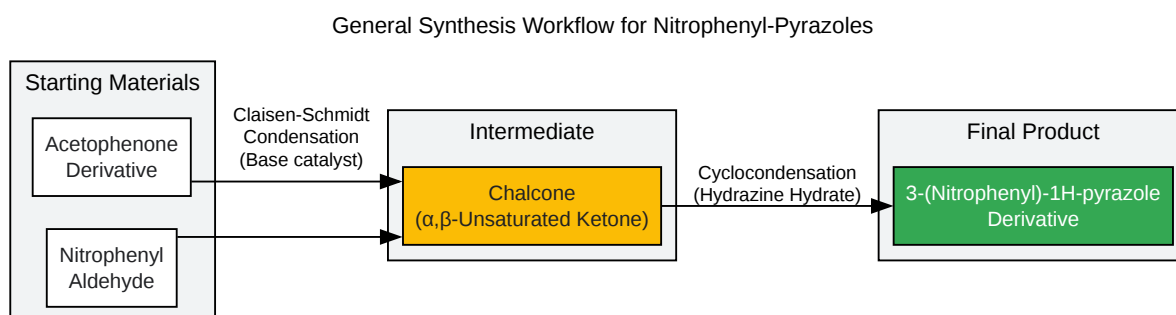 General Synthesis Workflow for Nitrophenyl-Pyrazoles
Starting Materials
Acetophenone
Derivative
Nitrophenyl
Aldehyde
Claisen-Schmidt
Condensation
(Base catalyst)
Intermediate
Chalcone
(α,β-Unsaturated Ketone)
Cyclocondensation
(Hydrazine Hydrate)
Final Product
3-(Nitrophenyl)-1H-pyrazole
Derivative